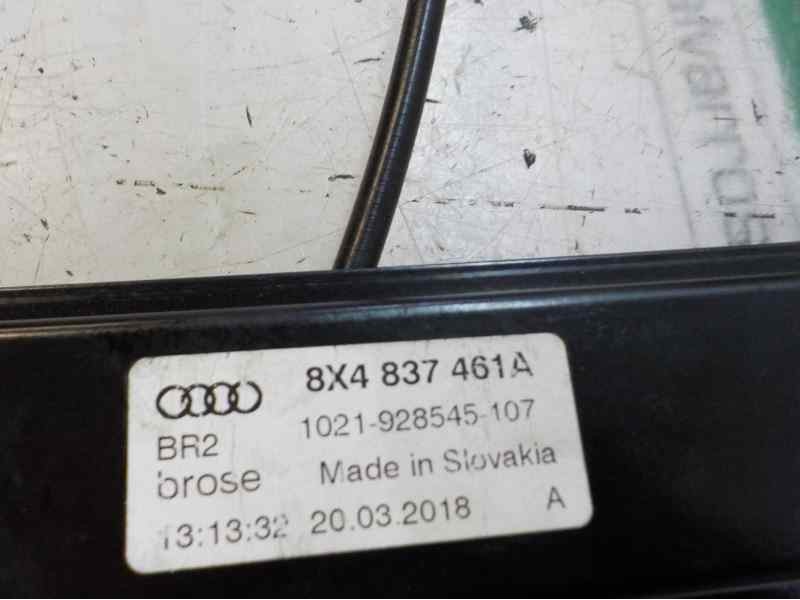 8X4 837 461A
1021-928545-107
BR2
brose
Made in Slovakia
13:13:32 20.03.2018 A